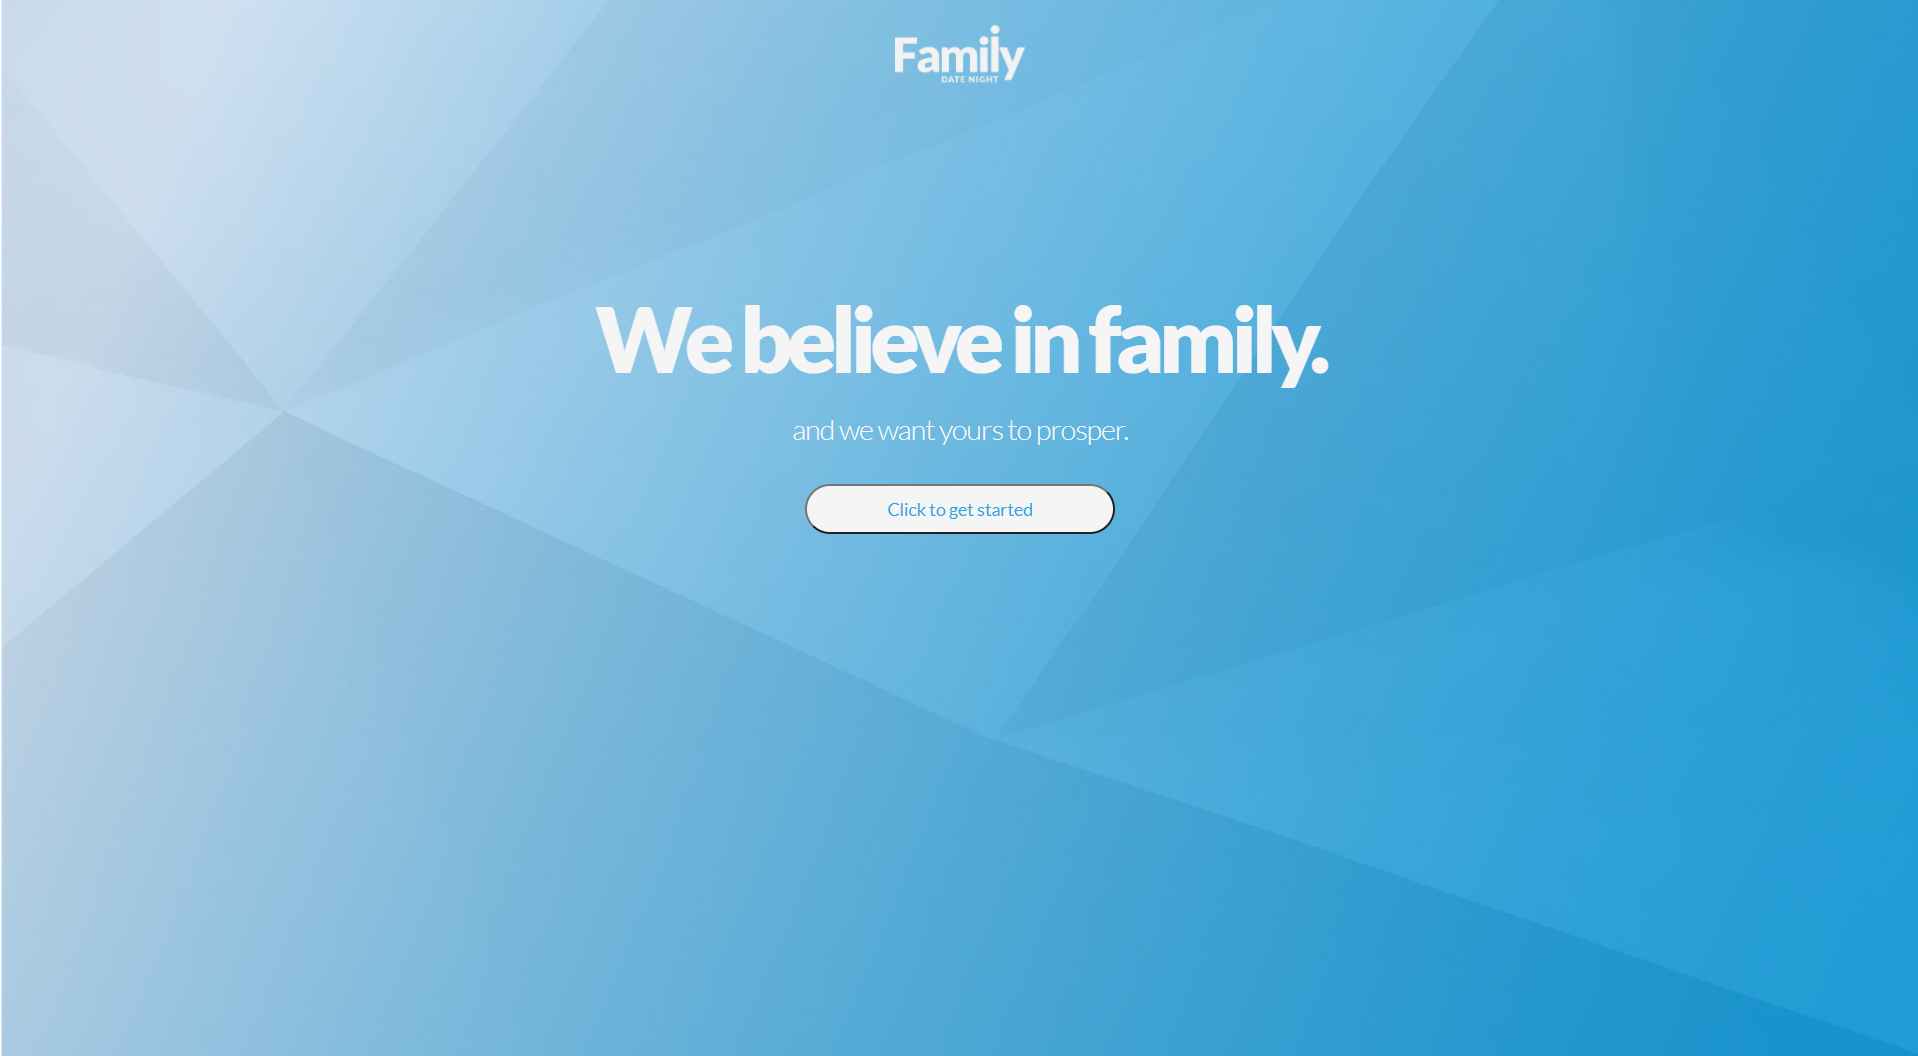 Family
DATE NIGHT
We believe in family.
and we want yours to prosper.
Click to get started